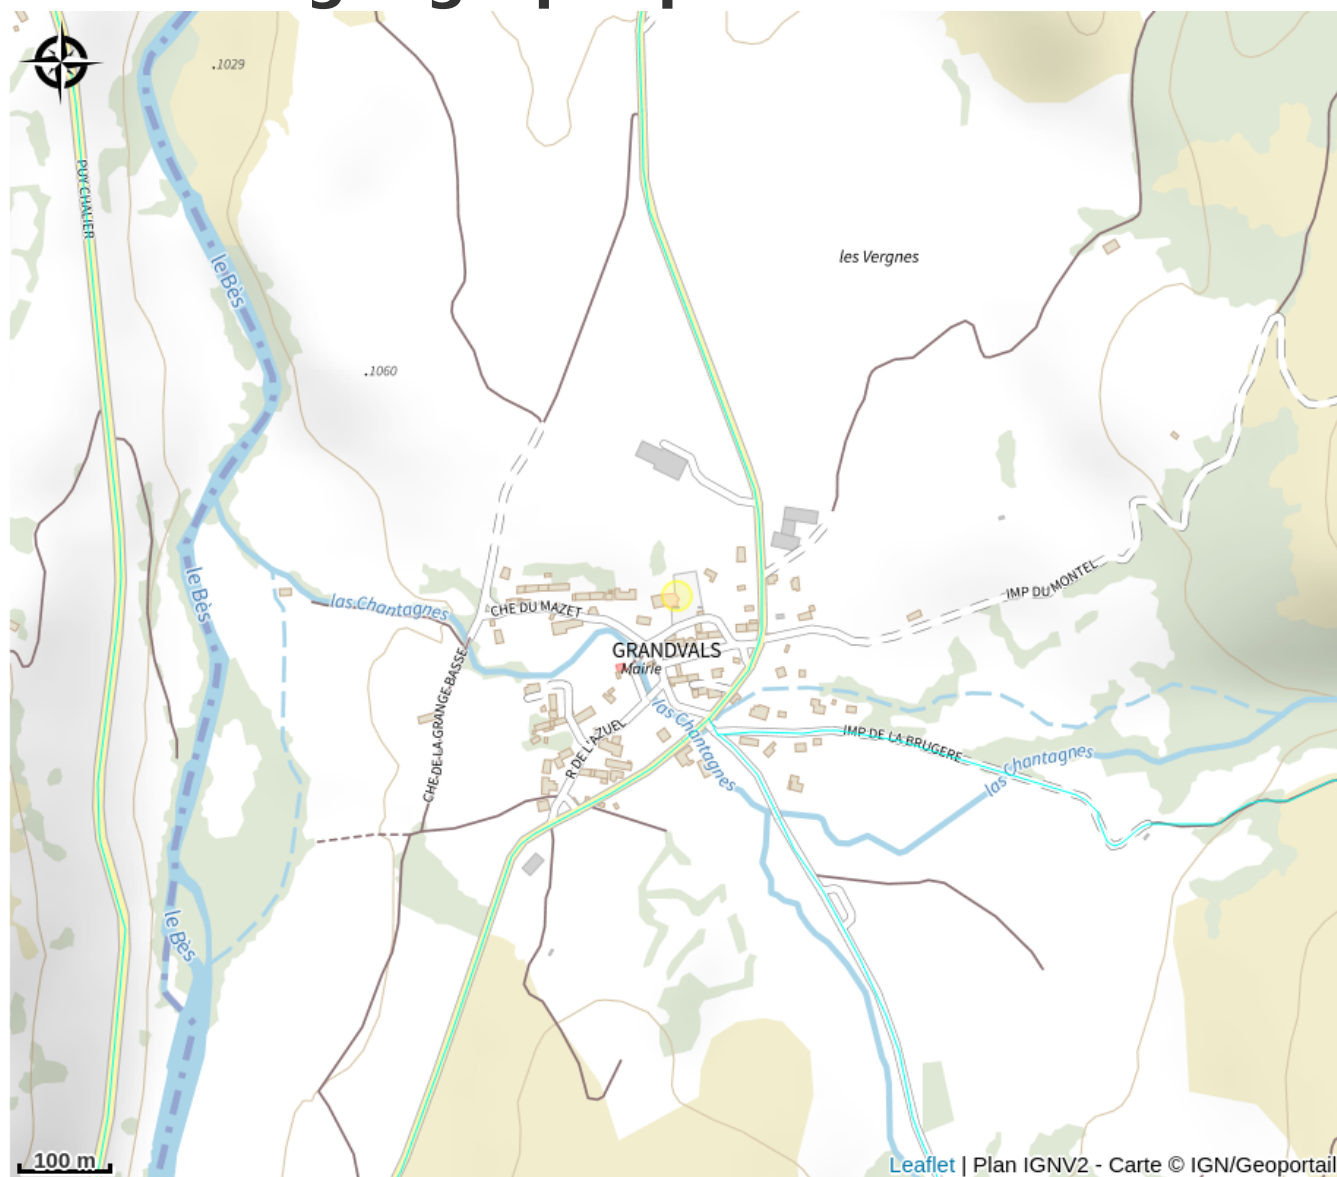 .1029
PUY CHALIER
le Bès
les Vergnes
.1060
le Bès
las Chantagnes
CHE DU MAZET
IMP DU MONTEL
GRANDVALS
Mairie
CHE-DE-LA-GRANGE-BASSE
las Chantagnes
R DE L'AZUEL
IMP DE LA BRUGERE
las Chantagnes
le Bès
100 m
Leaflet | Plan IGNV2 - Carte © IGN/Geoportail